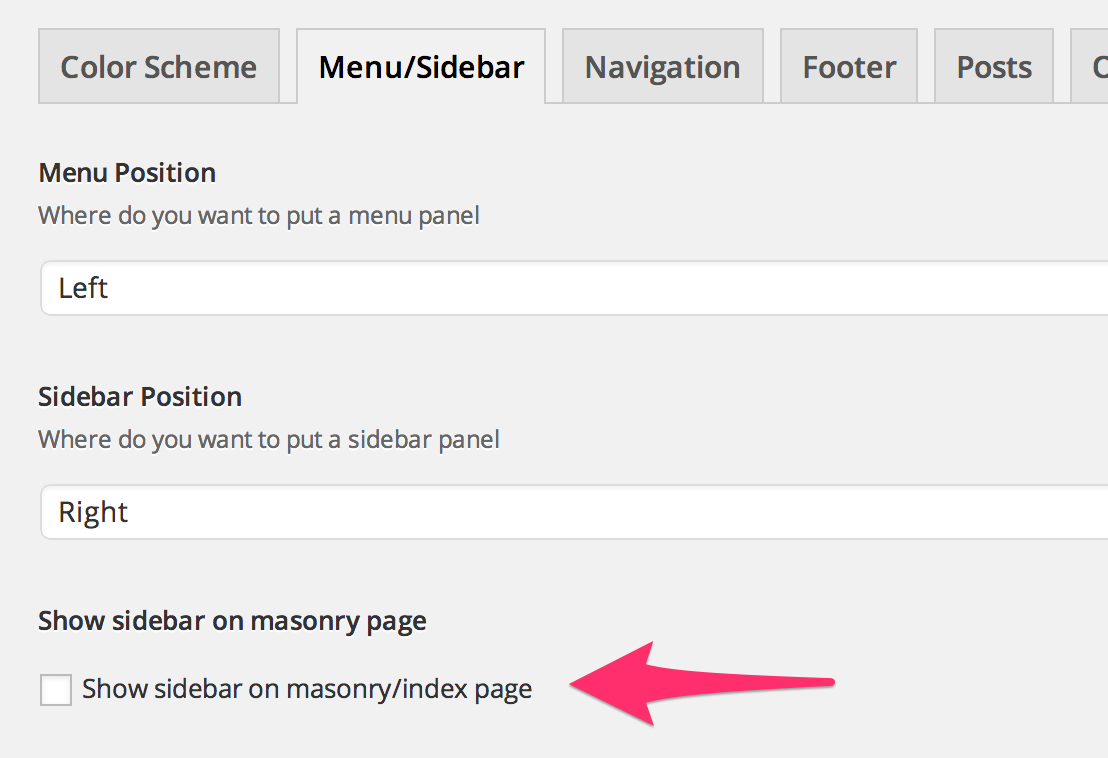 Color Scheme Menu/Sidebar Navigation Footer Posts
Menu Position
Where do you want to put a menu panel
Left
Sidebar Position
Where do you want to put a sidebar panel
Right
Show sidebar on masonry page
Show sidebar on masonry/index page